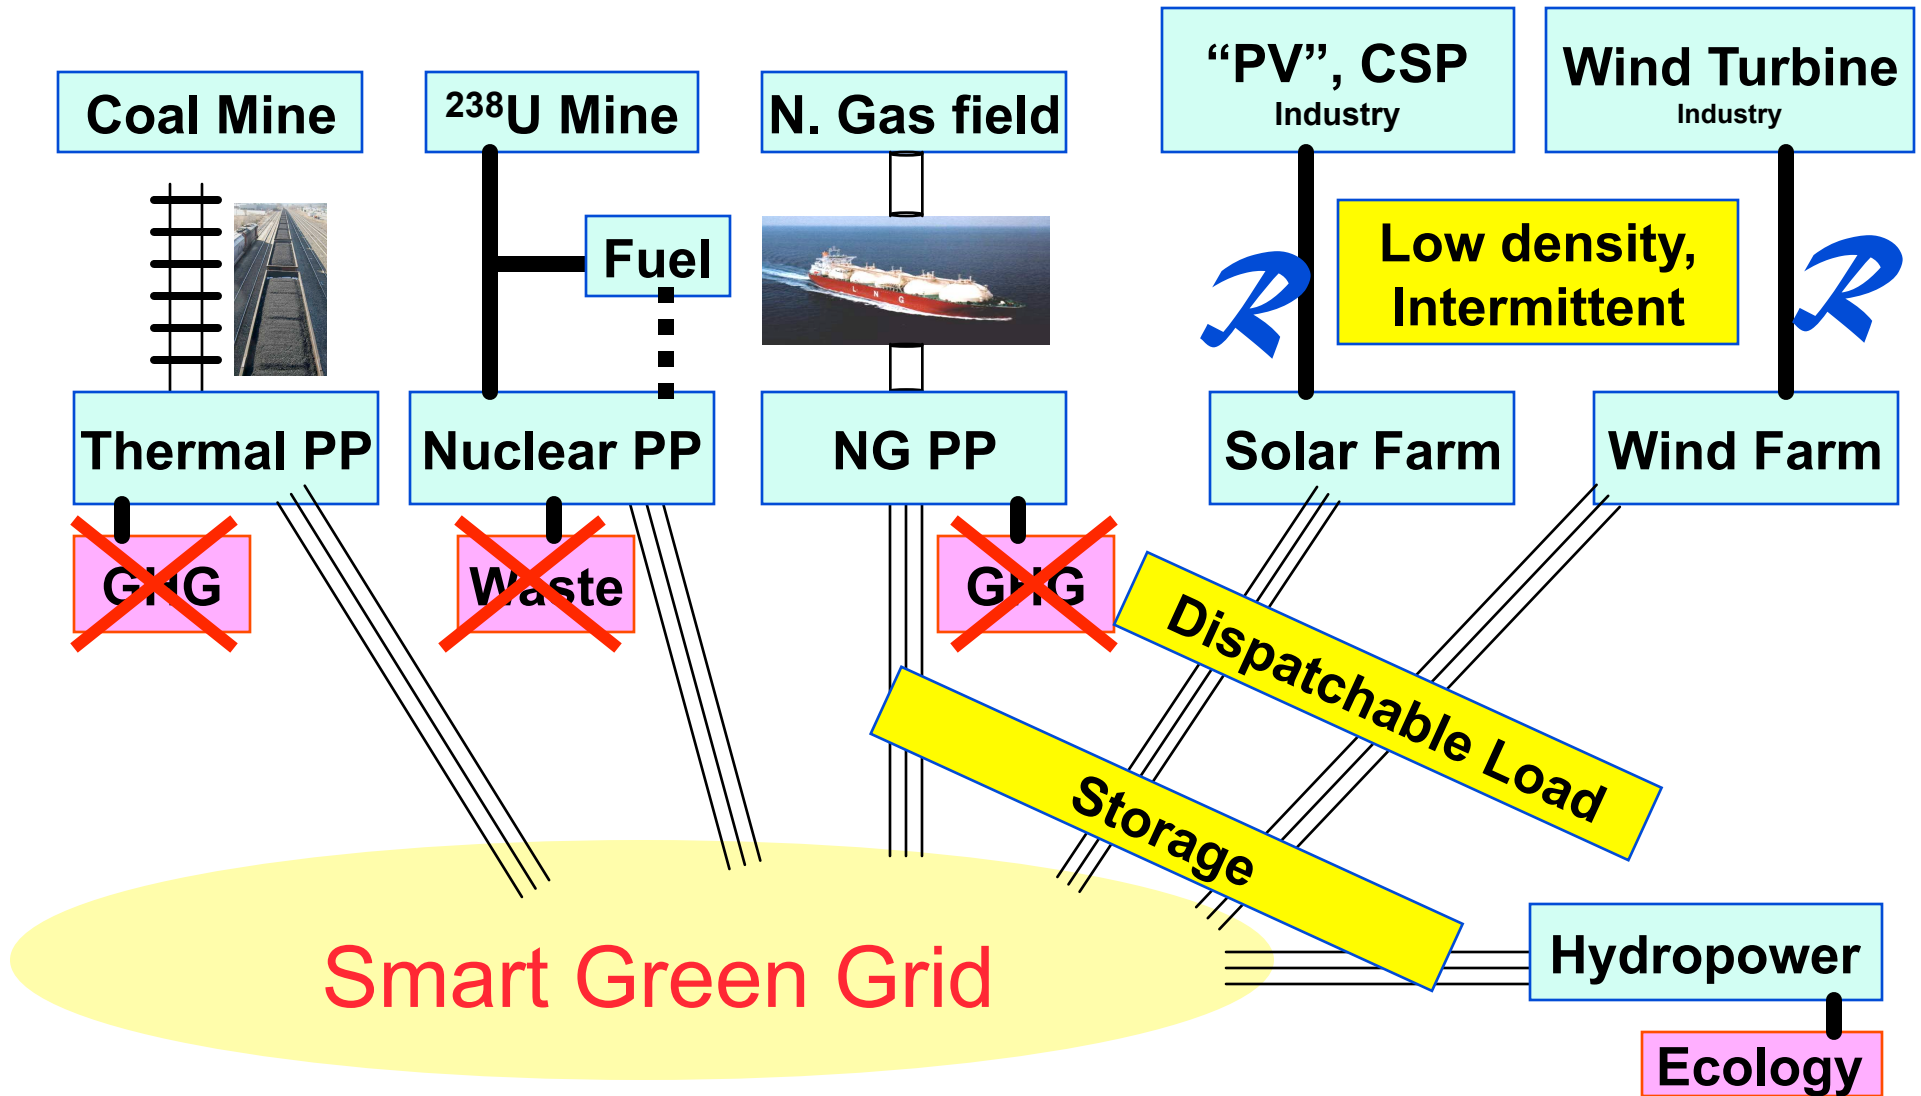 “PV”, CSP
Industry
Wind Turbine
Industry
Coal Mine
²³⁸U Mine
N. Gas field
Fuel
L N G
R
Low density,
Intermittent
R
Thermal PP
Nuclear PP
NG PP
Solar Farm
Wind Farm
GHG
Waste
GHG
Dispatchable Load
Storage
Smart Green Grid
Hydropower
Ecology